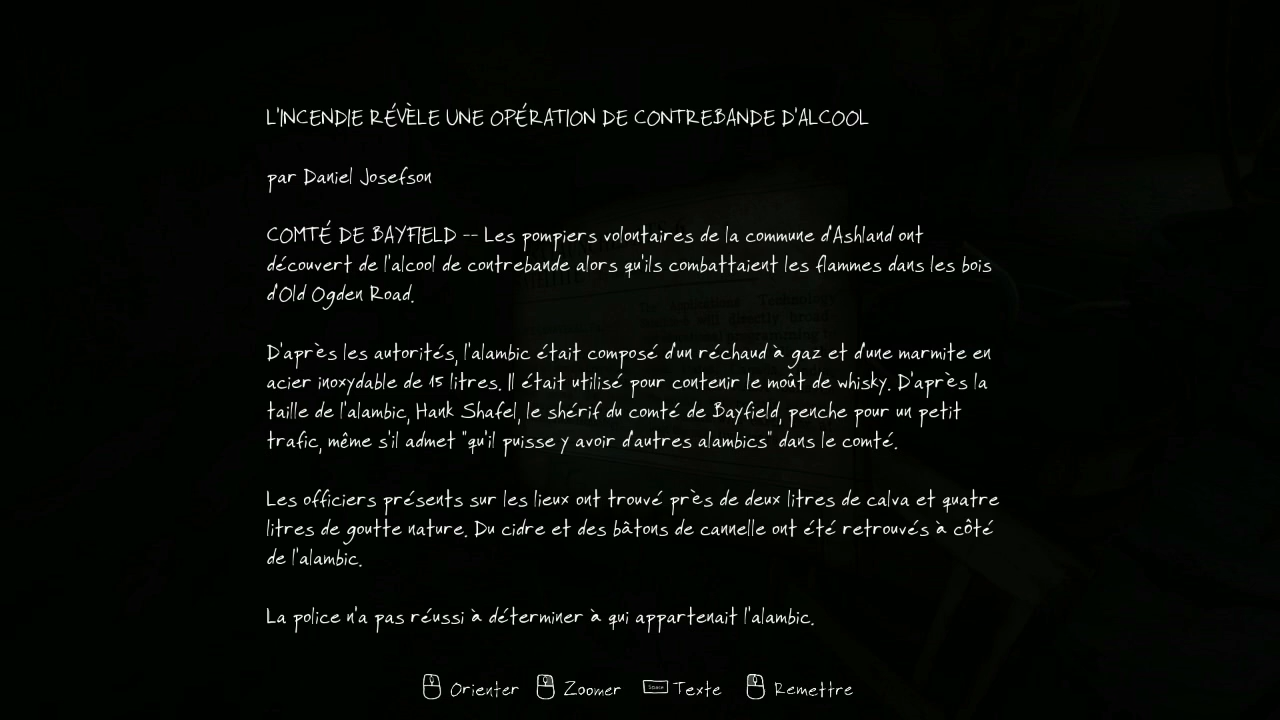 L'INCENDIE RÉVÈLE UNE OPÉRATION DE CONTREBANDE D'ALCOOL
par Daniel Josefson
COMTÉ DE BAYFIELD -- Les pompiers volontaires de la commune d'Ashland ont
découvert de l'alcool de contrebande alors qu'ils combattaient les flammes dans les bois
d'Old Ogden Road.
D'après les autorités, l'alambic était composé d'un réchaud à gaz et d'une marmite en
acier inoxydable de 15 litres. Il était utilisé pour contenir le moût de whisky. D'après la
taille de l'alambic, Hank Shafel, le shérif du comté de Bayfield, penche pour un petit
trafic, même s'il admet "qu'il puisse y avoir d'autres alambics" dans le comté.
Les officiers présents sur les lieux ont trouvé près de deux litres de calva et quatre
litres de goutte nature. Du cidre et des bâtons de cannelle ont été retrouvés à côté
de l'alambic.
La police n'a pas réussi à déterminer à qui appartenait l'alambic.
Orienter Zoomer Space Texte Remettre